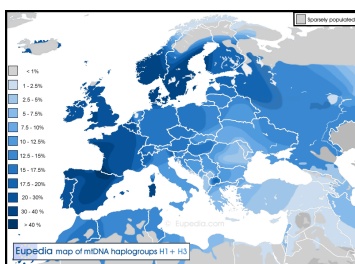 Sparsely populated
< 1%
1 - 2.5%
2.5 - 5%
5 - 7.5%
7.5 - 10%
10 - 12.5%
12.5 - 15%
15 - 17.5%
17.5 - 20%
20 - 30%
30 - 40 %
> 40 %
© Eupedia.com
Eupedia map of mtDNA haplogroups H1 + H3